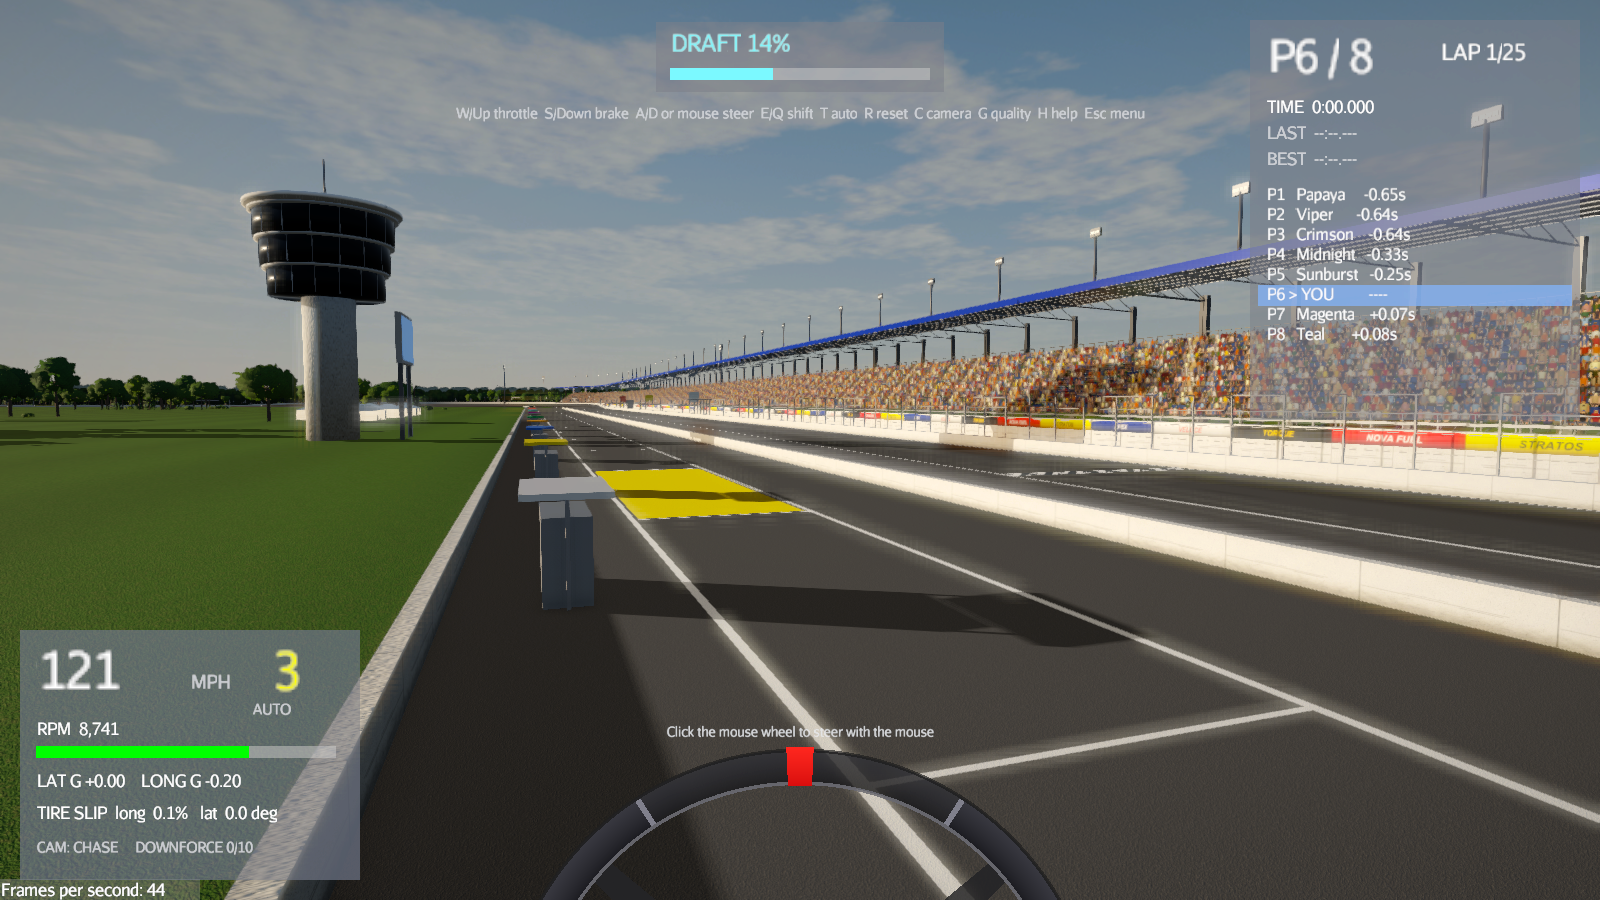 DRAFT 14%
W/Up throttle S/Down brake A/D or mouse steer E/Q shift T auto R reset C camera G quality H help Esc menu
P6 / 8 LAP 1/25
TIME 0:00.000
LAST --:--.---
BEST --:--.---
P1 Papaya -0.65s
P2 Viper -0.64s
P3 Crimson -0.64s
P4 Midnight -0.33s
P5 Sunburst -0.25s
P6 > YOU ----
P7 Magenta +0.07s
P8 Teal +0.08s
TORQUE
NOVA FUEL
STRATOS
121 MPH 3
AUTO
RPM 8,741
LAT G +0.00 LONG G -0.20
TIRE SLIP long 0.1% lat 0.0 deg
CAM: CHASE DOWNFORCE 0/10
Click the mouse wheel to steer with the mouse
Frames per second: 44